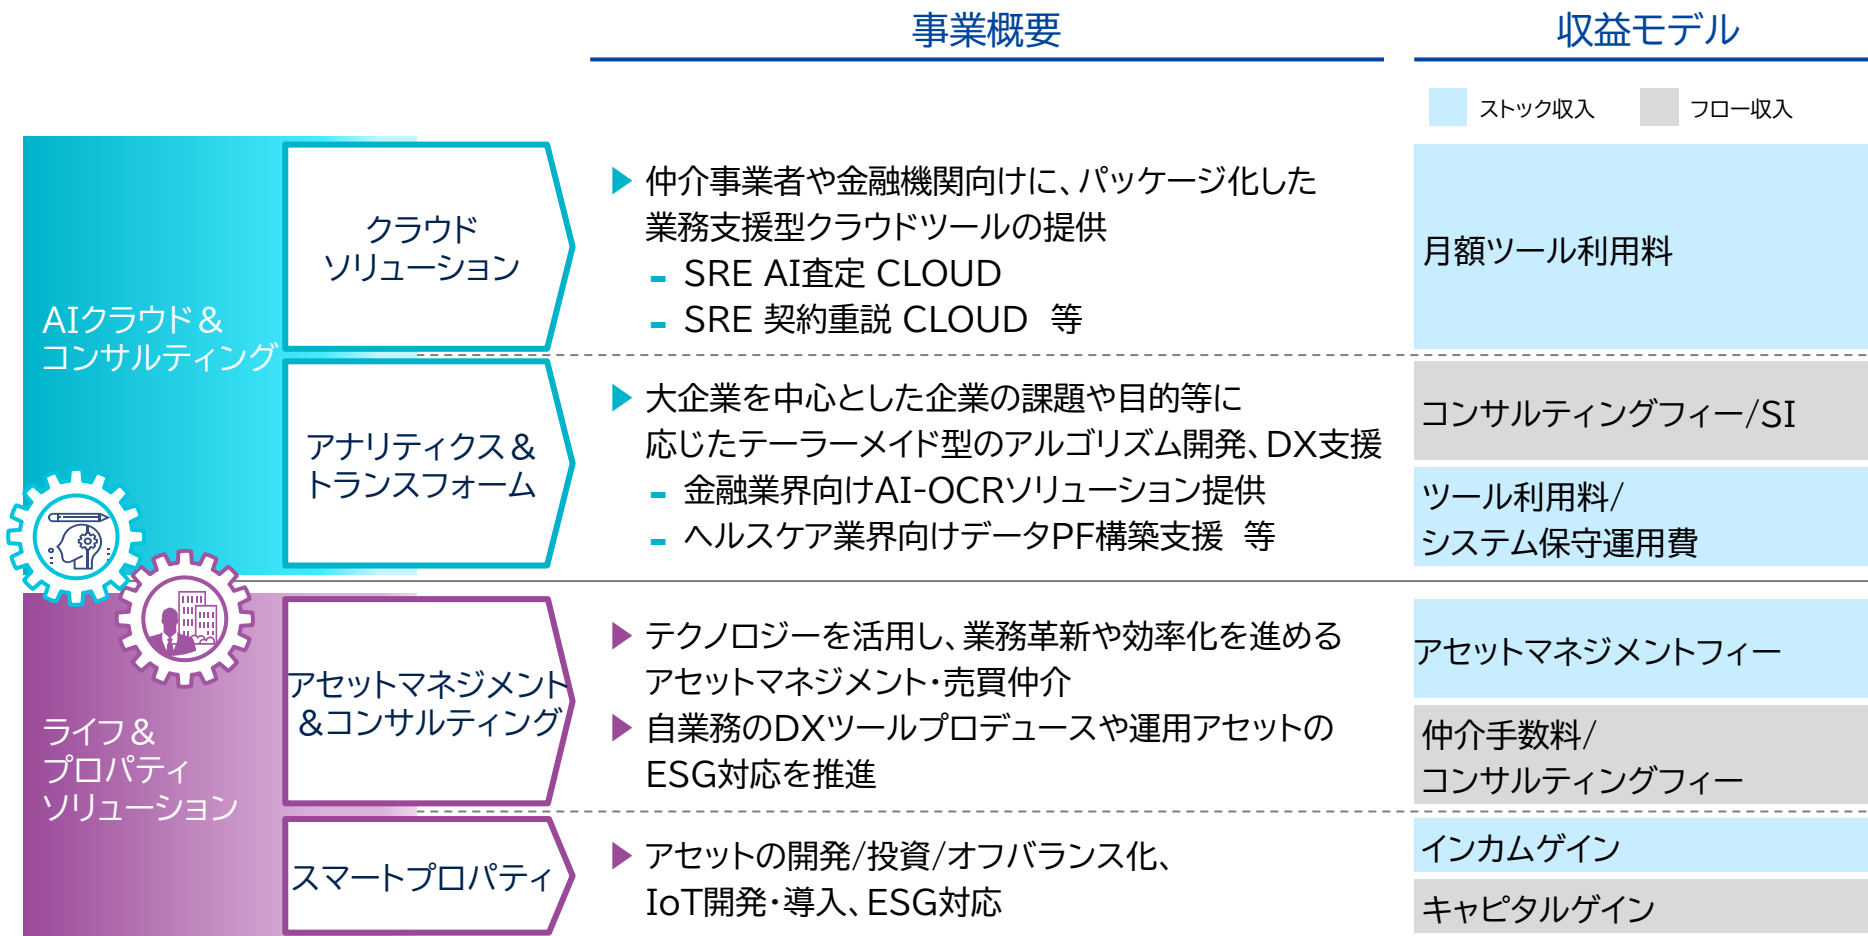 事業概要
収益モデル
ストック収入
フロー収入
AIクラウド&
コンサルティング
クラウド
ソリューション
▶ 仲介事業者や金融機関向けに、パッケージ化した
業務支援型クラウドツールの提供
- SRE AI査定 CLOUD
- SRE 契約重説 CLOUD 等
月額ツール利用料
アナリティクス&
トランスフォーム
▶ 大企業を中心とした企業の課題や目的等に
応じたテーラーメイド型のアルゴリズム開発、DX支援
- 金融業界向けAI-OCRソリューション提供
- ヘルスケア業界向けデータPF構築支援 等
コンサルティングフィー/SI
ツール利用料/
システム保守運用費
ライフ&
プロパティ
ソリューション
アセットマネジメント
&コンサルティング
▶ テクノロジーを活用し、業務革新や効率化を進める
アセットマネジメント・売買仲介
▶ 自業務のDXツールプロデュースや運用アセットの
ESG対応を推進
アセットマネジメントフィー
仲介手数料/
コンサルティングフィー
スマートプロパティ
▶ アセットの開発/投資/オフバランス化、
IoT開発・導入、ESG対応
インカムゲイン
キャピタルゲイン